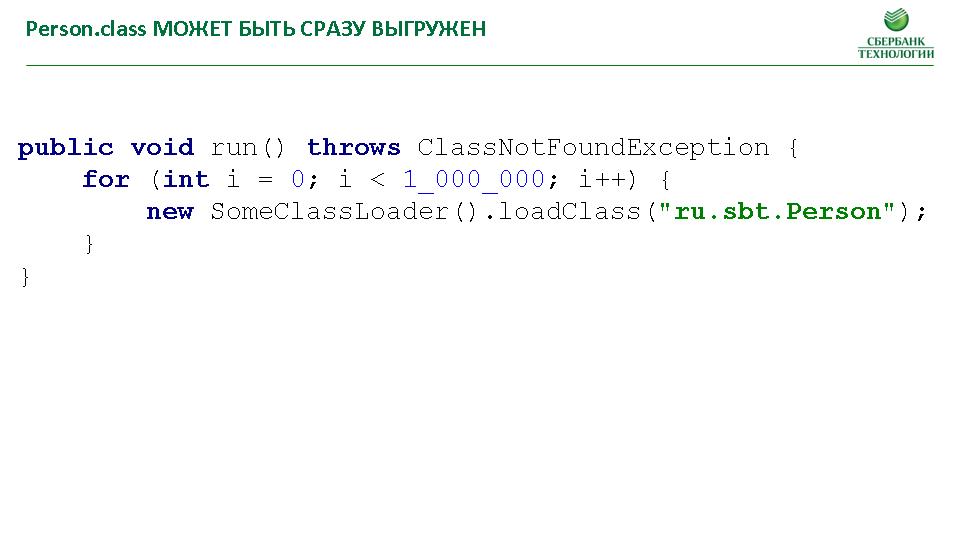 Person.class МОЖЕТ БЫТЬ СРАЗУ ВЫГРУЖЕН
СБЕРБАНК
ТЕХНОЛОГИИ
public void run() throws ClassNotFoundException {
    for (int i = 0; i < 1_000_000; i++) {
        new SomeClassLoader().loadClass("ru.sbt.Person");
    }
}